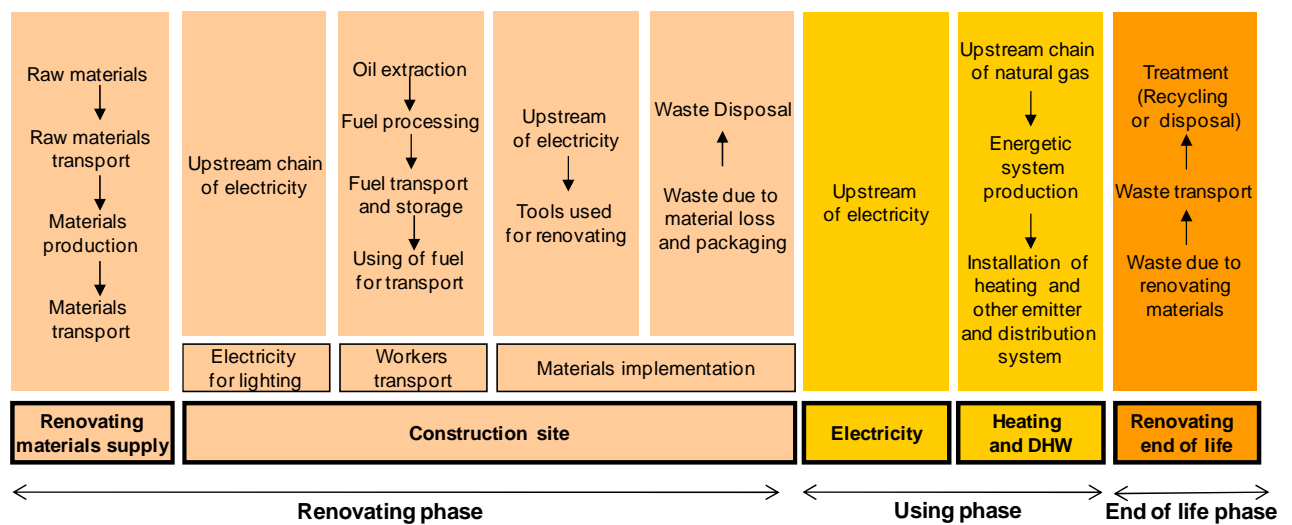 Raw materials
Raw materials
transport
Materials
production
Materials
transport
Upstream chain
of electricity
Oil extraction
Fuel processing
Fuel transport
and storage
Using of fuel
for transport
Upstream
of electricity
Tools used
for renovating
Waste Disposal
Waste due to
material loss
and packaging
Upstream
of electricity
Upstream chain
of natural gas
Energetic
system
production
Installation of
heating and
other emitter
and distribution
system
Treatment
(Recycling
or disposal)
Waste transport
Waste due to
renovating
materials
Electricity
for lighting
Workers
transport
Materials implementation
Renovating
materials supply
Construction site
Electricity
Heating
and DHW
Renovating
end of life
Renovating phase
Using phase
End of life phase